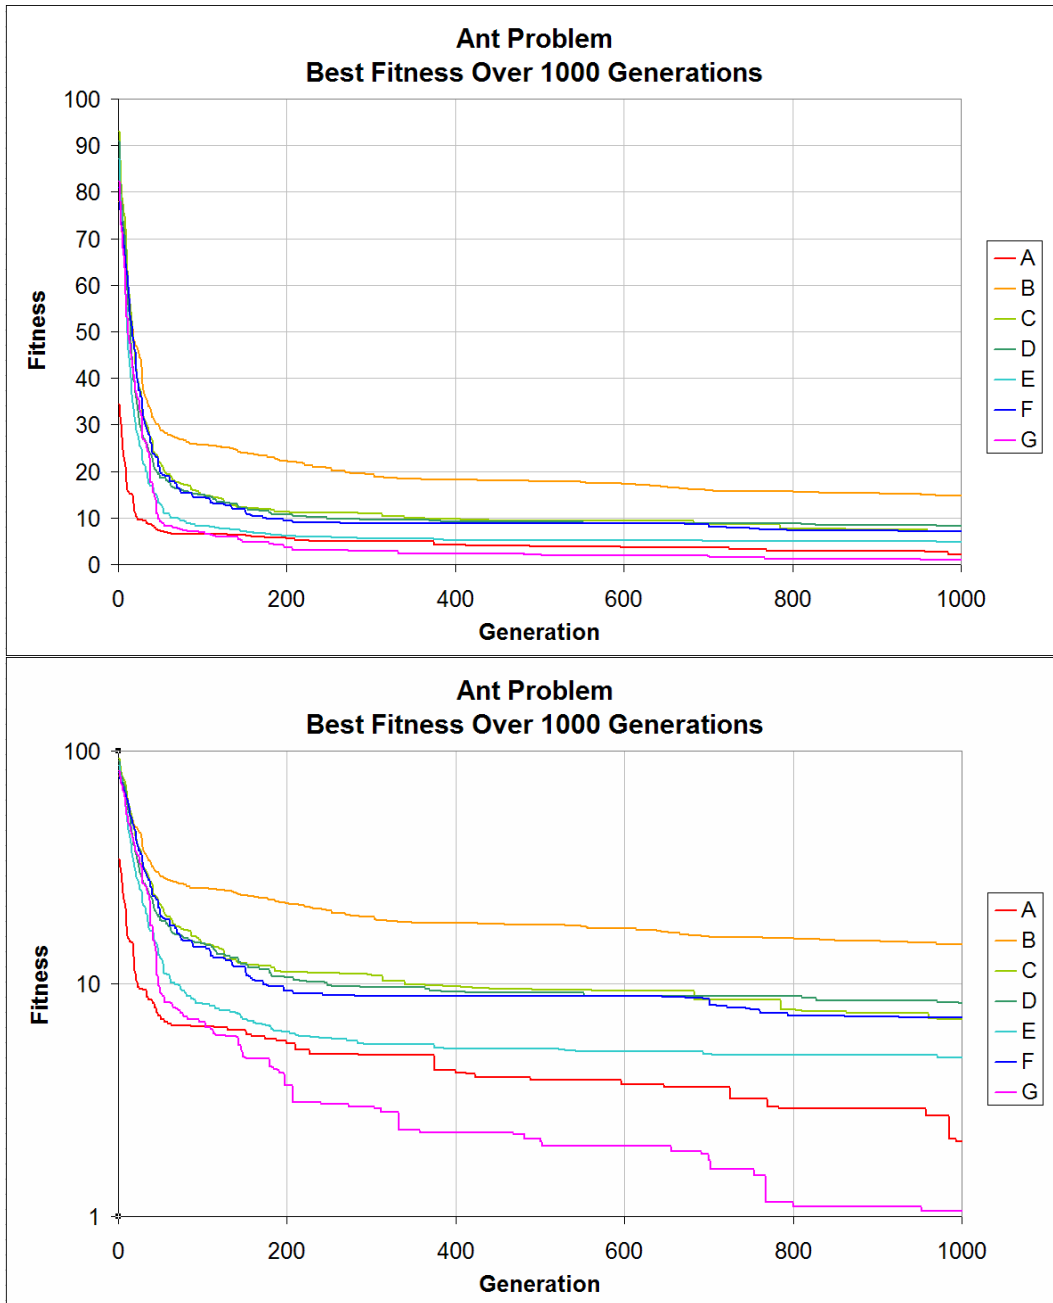 Ant Problem
Best Fitness Over 1000 Generations
100
90
80
70
60
50
40
30
20
10
0
Fitness
0 200 400 600 800 1000
Generation
A
B
C
D
E
F
G
Ant Problem
Best Fitness Over 1000 Generations
100
10
1
Fitness
0 200 400 600 800 1000
Generation
A
B
C
D
E
F
G